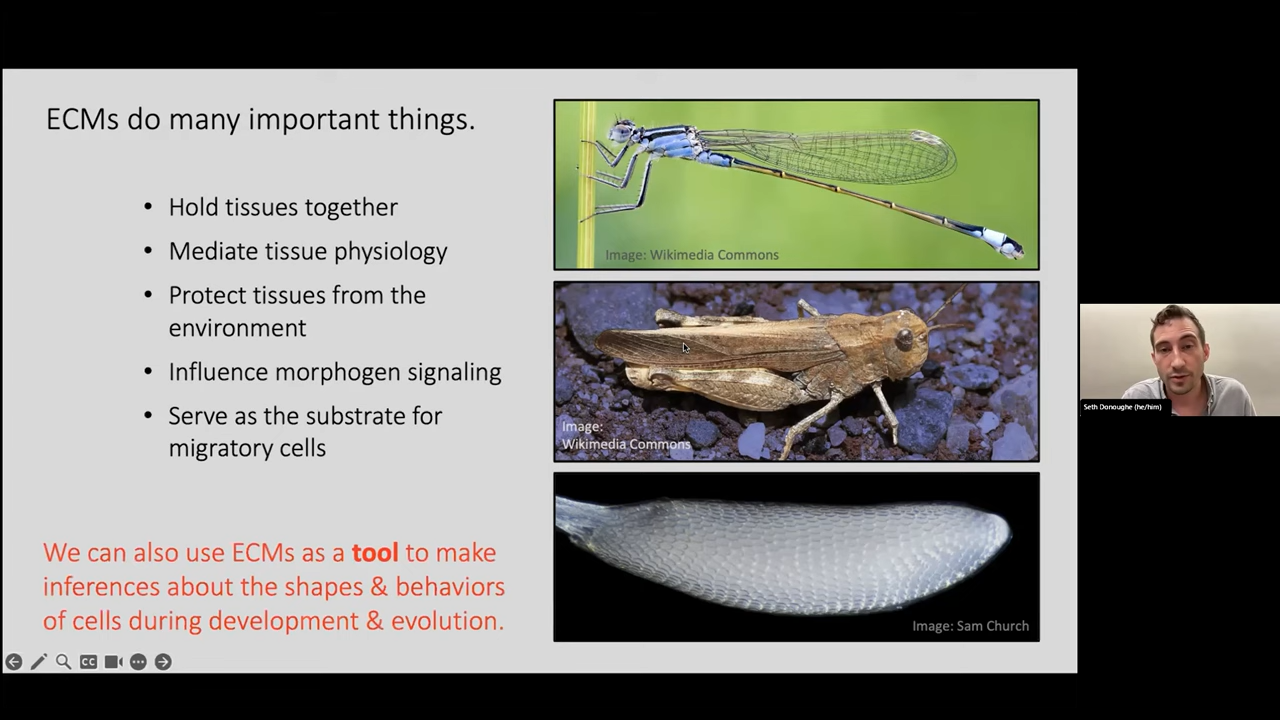 ECMs do many important things.
• Hold tissues together
• Mediate tissue physiology
• Protect tissues from the
environment
• Influence morphogen signaling
• Serve as the substrate for
migratory cells
We can also use ECMs as a tool to make
inferences about the shapes & behaviors
of cells during development & evolution.
Image: Wikimedia Commons
Image:
Wikimedia Commons
Image: Sam Church
CC
Seth Donoughe (he/him)